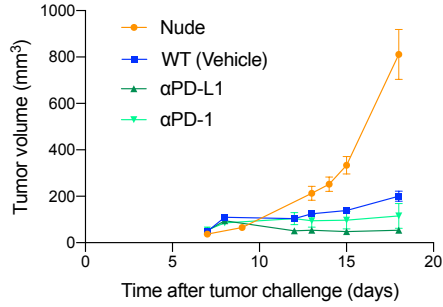 1000
800
600
400
200
0
Tumor volume (mm³)
Nude
WT (Vehicle)
αPD-L1
αPD-1
0 5 10 15 20
Time after tumor challenge (days)